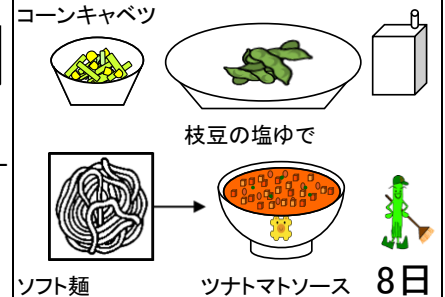 コーンキャベツ
枝豆の塩ゆで
ソフト麺
ツナトマトソース
8日